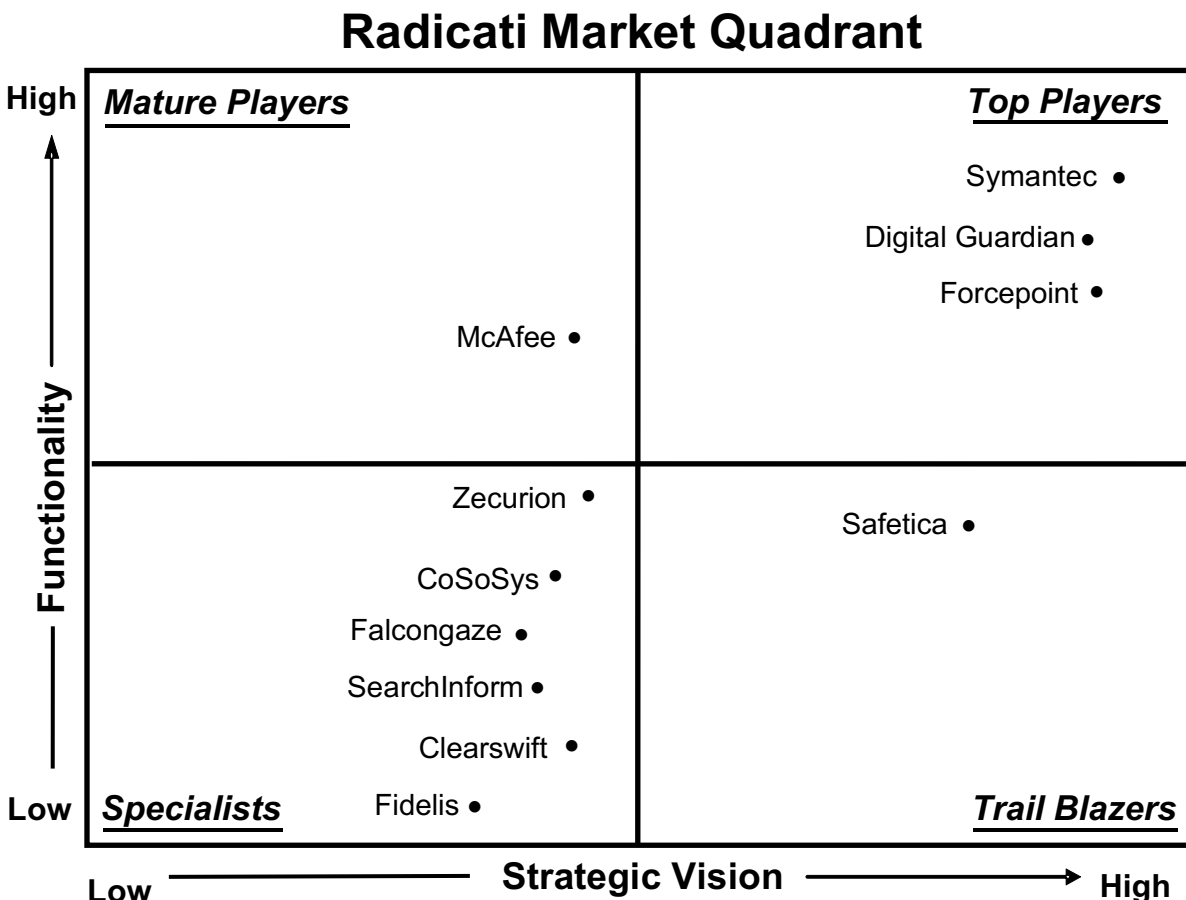 Radicati Market Quadrant
High
Mature Players
Top Players
Symantec
Digital Guardian
Forcepoint
McAfee
Functionality
Zecurion
Safetica
CoSoSys
Falcongaze
SearchInform
Clearswift
Fidelis
Low
Specialists
Trail Blazers
Low
Strategic Vision
High